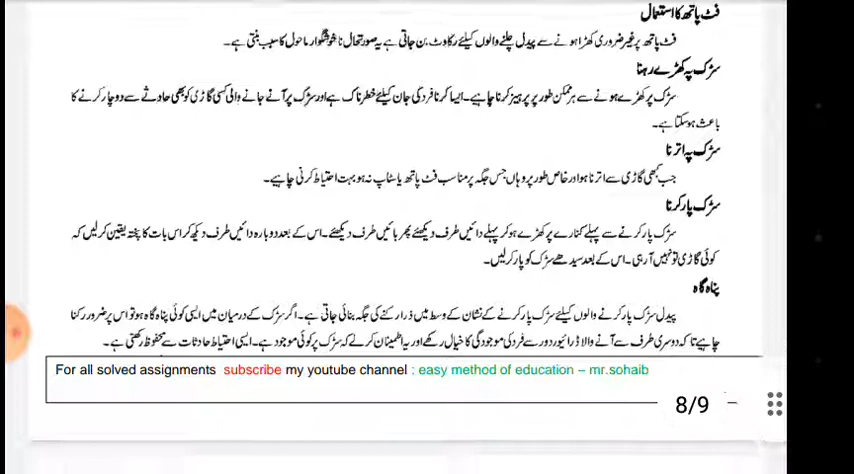 فٹ پاتھ کا استعمال
فٹ پاتھ پر غیر ضروری کھڑا ہونے سے پیدل چلنے والوں کیلئے رکاوٹ بن جاتی ہے یہ صورتحال ناخوشگوار ماحول کا سبب بنتی ہے۔
سڑک پہ کھڑے رہنا
سڑک پر کھڑے ہونے سے ہر ممکن طور پر پرہیز کرنا چاہیے۔ ایسا کرنا فرد کی جان کیلئے خطرناک ہے اور سڑک پر آنے جانے والی کسی گاڑی کو بھی حادثے سے دوچار کرنے کا
باعث ہو سکتا ہے۔
سڑک پہ اترنا
جب کبھی گاڑی سے اترنا ہو اور خاص طور پر وہاں جس جگہ پر مناسب فٹ پاتھ یا سٹاپ نہ ہو بہت احتیاط کرنی چاہیے۔
سڑک پار کرنا
سڑک پار کرنے سے پہلے کنارے پر کھڑے ہو کر پہلے دائیں طرف دیکھئے پھر بائیں طرف دیکھئے۔ اس کے بعد دوبارہ دائیں طرف دیکھ کر اس بات کا پختہ یقین کر لیں کہ
کوئی گاڑی تو نہیں آ رہی۔ اس کے بعد سیدھے سڑک کو پار کر لیں۔
پناہ گاہ
پیدل سڑک پار کرنے والوں کیلئے سڑک پار کرنے کے نشان کے وسط میں ذرا رکنے کی جگہ بنائی جاتی ہے۔ اگر سڑک کے درمیان میں ایسی کوئی پناہ گاہ ہو تو اس پر ضرور رکنا
چاہیے تاکہ دوسری طرف سے آنے والا ڈرائیور دور سے فرد کی موجودگی کا خیال رکھے اور یہ اطمینان کر لے کہ سڑک پر کوئی موجود ہے۔ ایسی احتیاط حادثات سے محفوظ رکھتی ہے۔
For all solved assignments subscribe my youtube channel : easy method of education – mr.sohaib
8/9